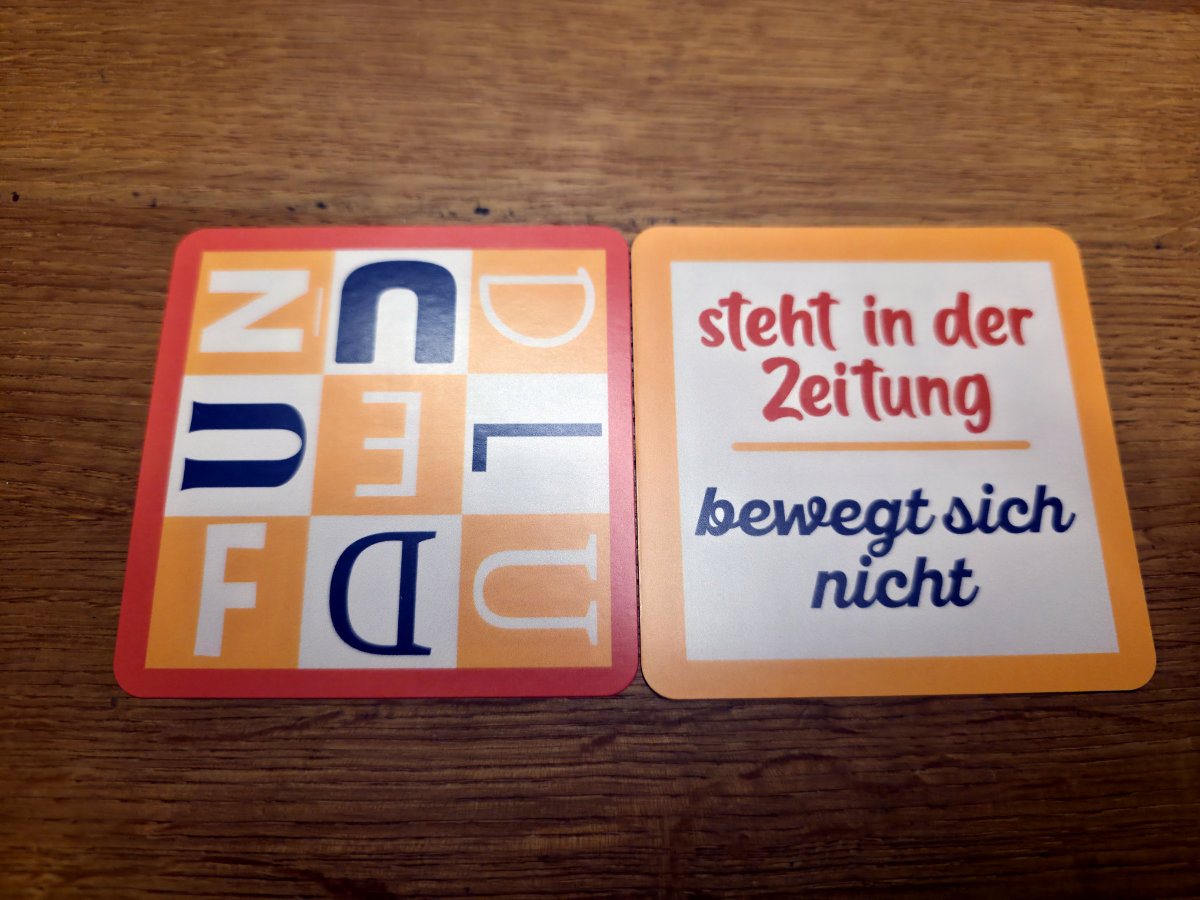 N U D
U E L
F D U
steht in der
Zeitung
bewegt sich
nicht